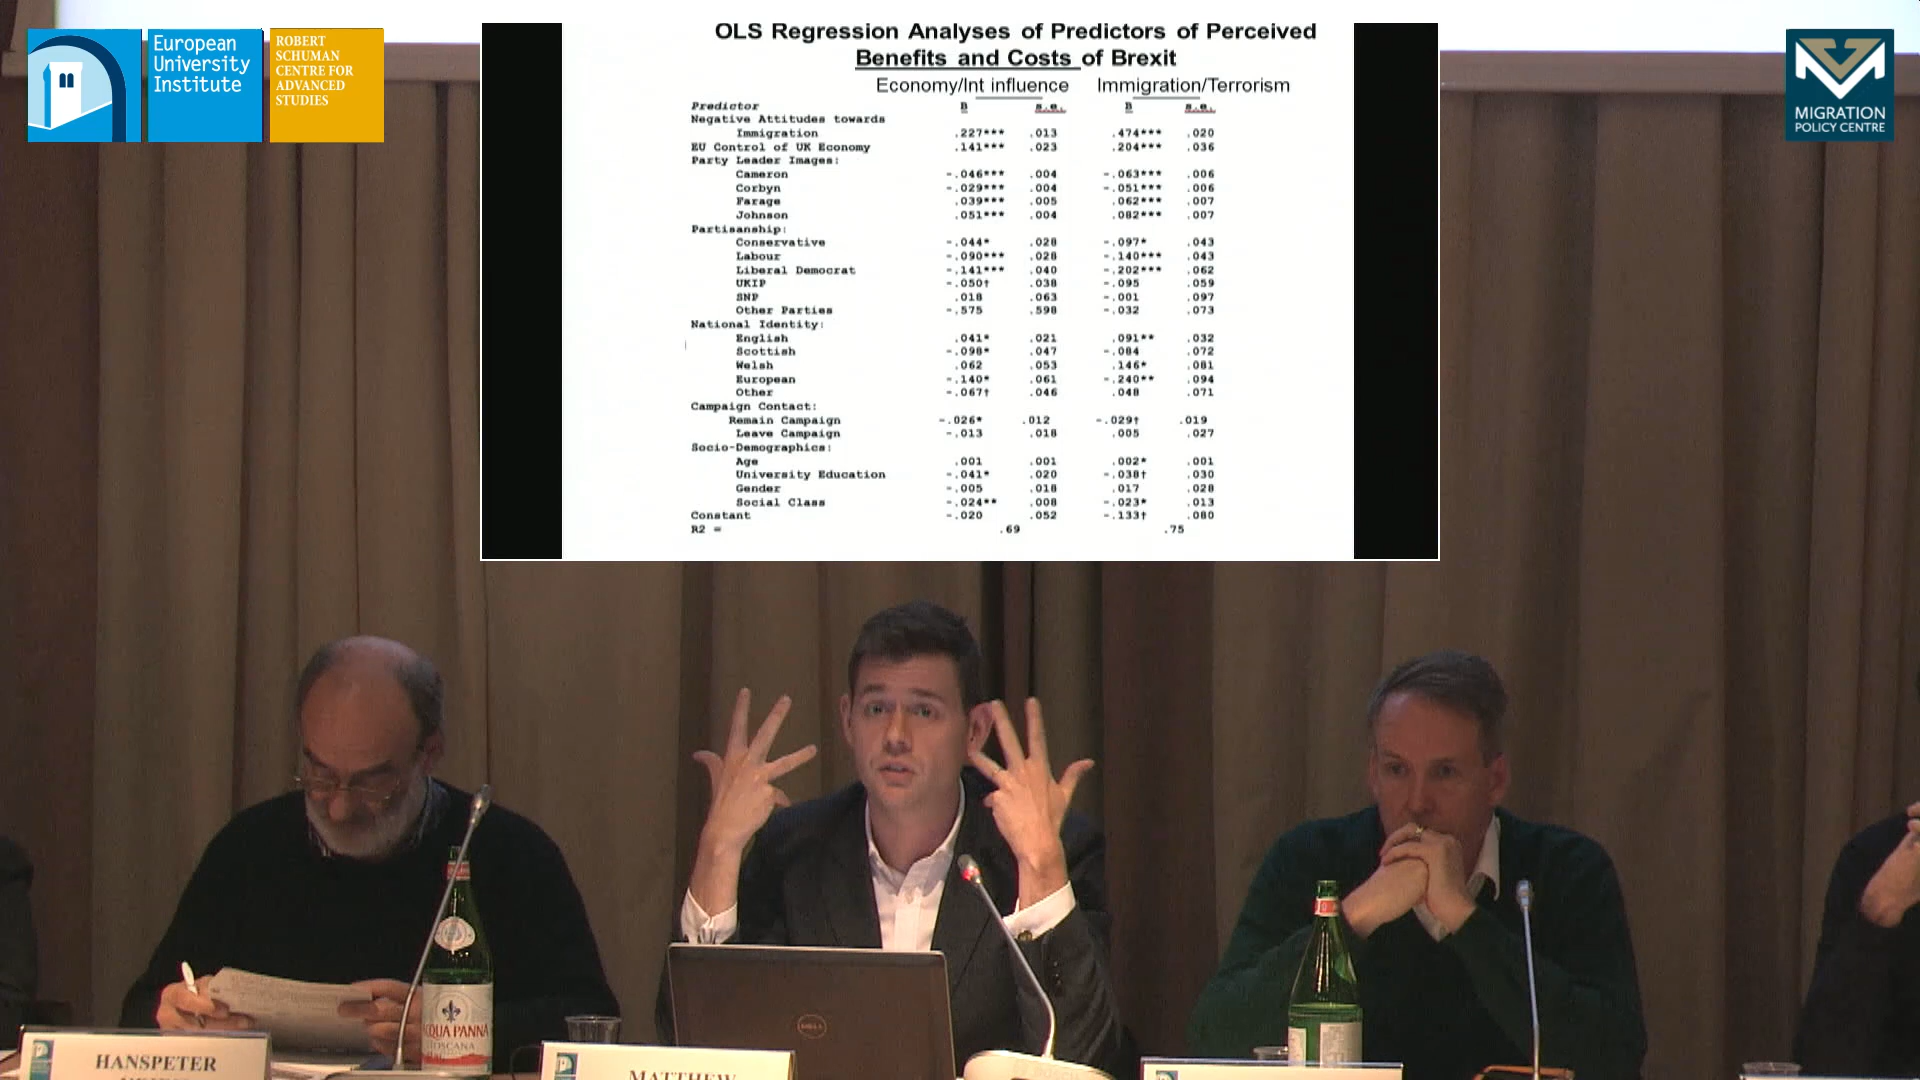 European
University
Institute
ROBERT
SCHUMAN
CENTRE FOR
ADVANCED
STUDIES
MIGRATION
POLICY CENTRE
OLS Regression Analyses of Predictors of Perceived
Benefits and Costs of Brexit
Economy/Int influence Immigration/Terrorism
Predictor B s.e. B s.e.
Negative Attitudes towards
Immigration .227*** .013 .474*** .020
EU Control of UK Economy .141*** .023 .204*** .036
Party Leader Images:
Cameron -.046*** .004 -.063*** .006
Corbyn -.029*** .004 -.051*** .006
Farage .039*** .005 .062*** .007
Johnson .051*** .004 .082*** .007
Partisanship:
Conservative -.044* .028 -.097* .043
Labour -.090*** .028 -.140*** .043
Liberal Democrat -.141*** .040 -.202*** .062
UKIP -.050† .038 -.095 .059
SNP .018 .063 -.001 .097
Other Parties -.575 .598 -.032 .073
National Identity:
English .041* .021 .091** .032
Scottish -.098* .047 -.084 .072
Welsh .062 .053 .146* .081
European -.140* .061 -.240** .094
Other -.067† .046 .048 .071
Campaign Contact:
Remain Campaign -.026* .012 -.029† .019
Leave Campaign -.013 .018 .005 .027
Socio-Demographics:
Age .001 .001 .002* .001
University Education -.041* .020 -.038† .030
Gender -.005 .018 .017 .028
Social Class -.024** .008 -.023* .013
Constant -.020 .052 -.133† .080
R2 = .69 .75
ACQUA PANNA
TOSCANA
DELL
HANSPETER
MATTHEW